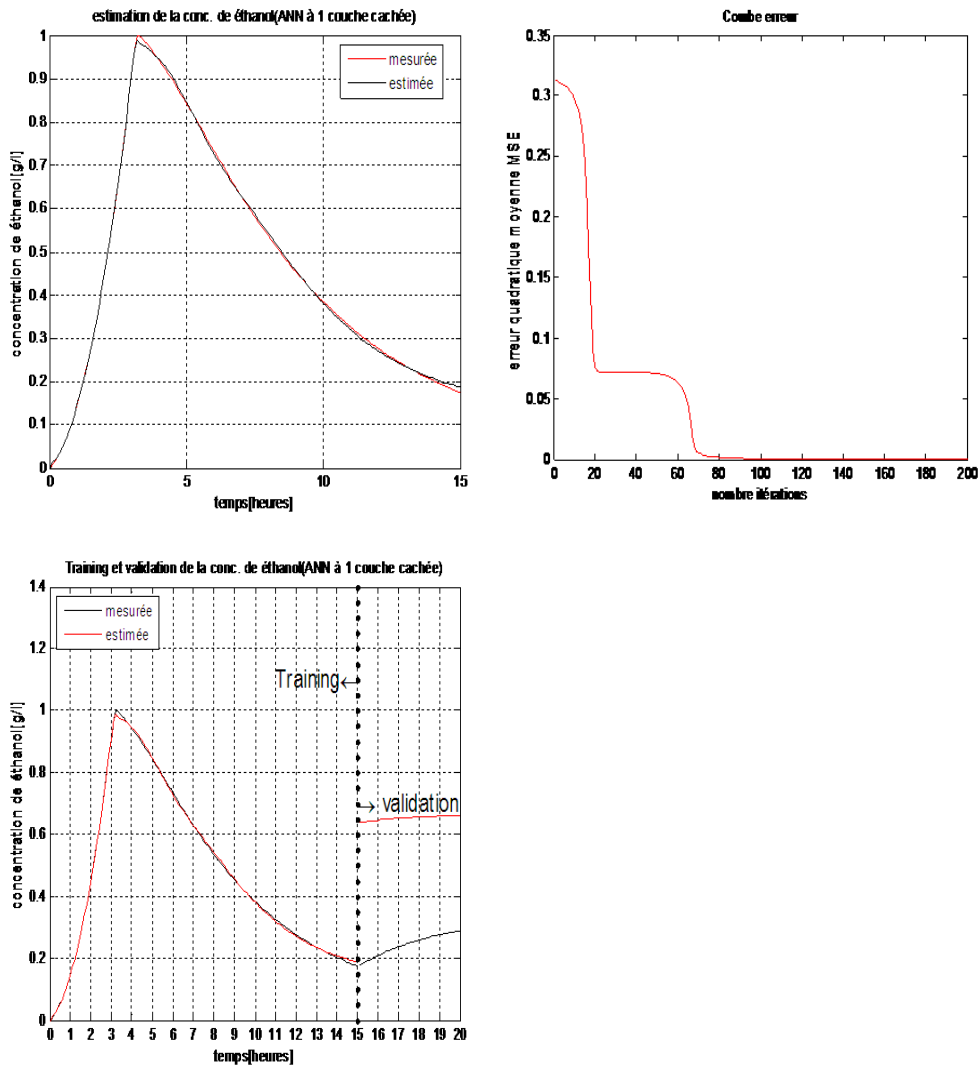 estimation de la conc. de éthanol(ANN à 1 couche cachée)
1
0.9
0.8
0.7
0.6
0.5
0.4
0.3
0.2
0.1
0
concentration de éthanol[g/l]
mesurée
estimée
0
5
10
15
temps[heures]
Coube erreur
0.35
0.3
0.25
0.2
0.15
0.1
0.05
0
erreur quadratique moyenne MSE
0 20 40 60 80 100 120 140 160 180 200
nombre itérations
Training et validation de la conc. de éthanol(ANN à 1 couche cachée)
1.4
1.2
1
0.8
0.6
0.4
0.2
0
concentration de éthanol[g/l]
mesurée
estimée
Training←
→ validation
0 1 2 3 4 5 6 7 8 9 10 11 12 13 14 15 16 17 18 19 20
temps[heures]